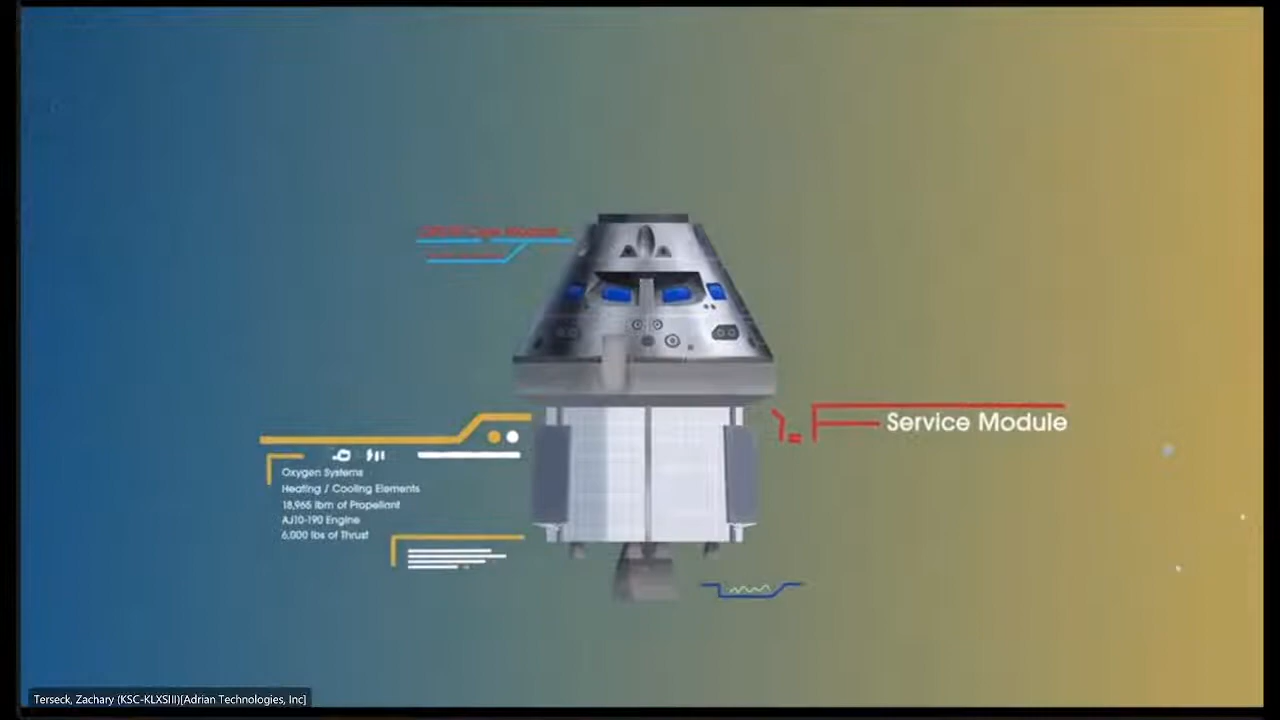 Service Module
Oxygen Systems
Heating / Cooling Elements
18,965 lbm of Propellant
AJ10-190 Engine
6,000 lbs of Thrust
Terseck, Zachary (KSC-KLXSIII)[Adrian Technologies, Inc]